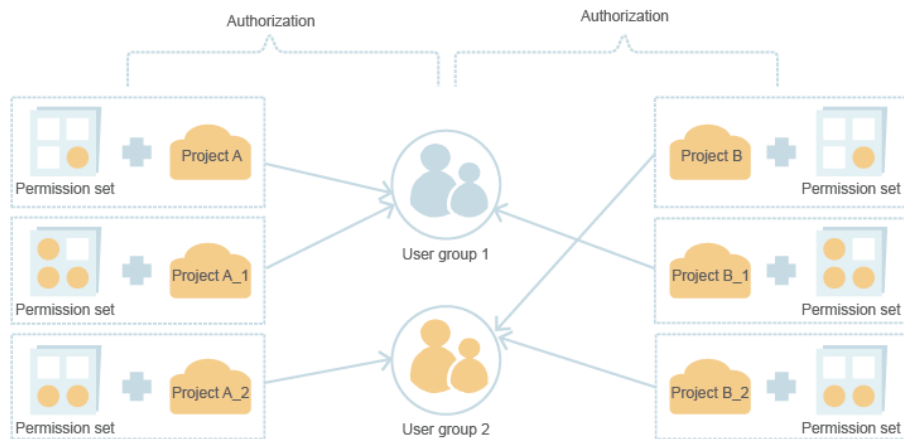 Authorization
Authorization
Project A
Permission set
Project B
Permission set
User group 1
Project A_1
Permission set
Project B_1
Permission set
Project A_2
Permission set
Project B_2
Permission set
User group 2